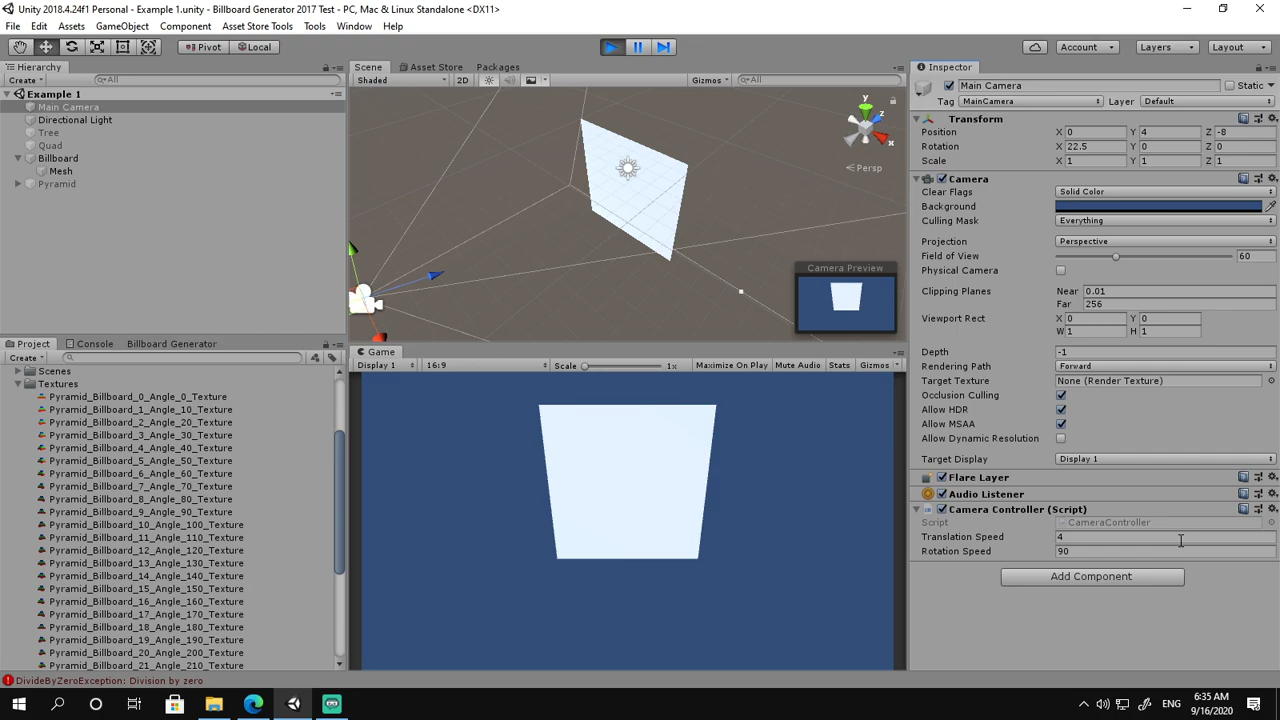 Unity 2018.4.24f1 Personal - Example 1.unity - Billboard Generator 2017 Test - PC, Mac & Linux Standalone <DX11>
File Edit Assets GameObject Component Asset Store Tools Tools Window Help
Pivot Local Account Layers Layout
Hierarchy
Create All
Example 1
Main Camera
Directional Light
Tree
Quad
Billboard
Mesh
Pyramid
Scene Asset Store Packages
Shaded 2D Gizmos All
y
z
x
Persp
Camera Preview
Game
Display 1 16:9 Scale 1x Maximize On Play Mute Audio Stats Gizmos
Project Console Billboard Generator
Create
Scenes
Textures
Pyramid_Billboard_0_Angle_0_Texture
Pyramid_Billboard_1_Angle_10_Texture
Pyramid_Billboard_2_Angle_20_Texture
Pyramid_Billboard_3_Angle_30_Texture
Pyramid_Billboard_4_Angle_40_Texture
Pyramid_Billboard_5_Angle_50_Texture
Pyramid_Billboard_6_Angle_60_Texture
Pyramid_Billboard_7_Angle_70_Texture
Pyramid_Billboard_8_Angle_80_Texture
Pyramid_Billboard_9_Angle_90_Texture
Pyramid_Billboard_10_Angle_100_Texture
Pyramid_Billboard_11_Angle_110_Texture
Pyramid_Billboard_12_Angle_120_Texture
Pyramid_Billboard_13_Angle_130_Texture
Pyramid_Billboard_14_Angle_140_Texture
Pyramid_Billboard_15_Angle_150_Texture
Pyramid_Billboard_16_Angle_160_Texture
Pyramid_Billboard_17_Angle_170_Texture
Pyramid_Billboard_18_Angle_180_Texture
Pyramid_Billboard_19_Angle_190_Texture
Pyramid_Billboard_20_Angle_200_Texture
Pyramid_Billboard_21_Angle_210_Texture
DivideByZeroException: Division by zero
Inspector
Main Camera Static
Tag MainCamera Layer Default
Transform
Position X 0 Y 4 Z -8
Rotation X 22.5 Y 0 Z 0
Scale X 1 Y 1 Z 1
Camera
Clear Flags Solid Color
Background
Culling Mask Everything
Projection Perspective
Field of View 60
Physical Camera
Clipping Planes Near 0.01
Far 256
Viewport Rect X 0 Y 0
W 1 H 1
Depth -1
Rendering Path Forward
Target Texture None (Render Texture)
Occlusion Culling
Allow HDR
Allow MSAA
Allow Dynamic Resolution
Target Display Display 1
Flare Layer
Audio Listener
Camera Controller (Script)
Script CameraController
Translation Speed 4
Rotation Speed 90
Add Component
ENG
6:35 AM
9/16/2020